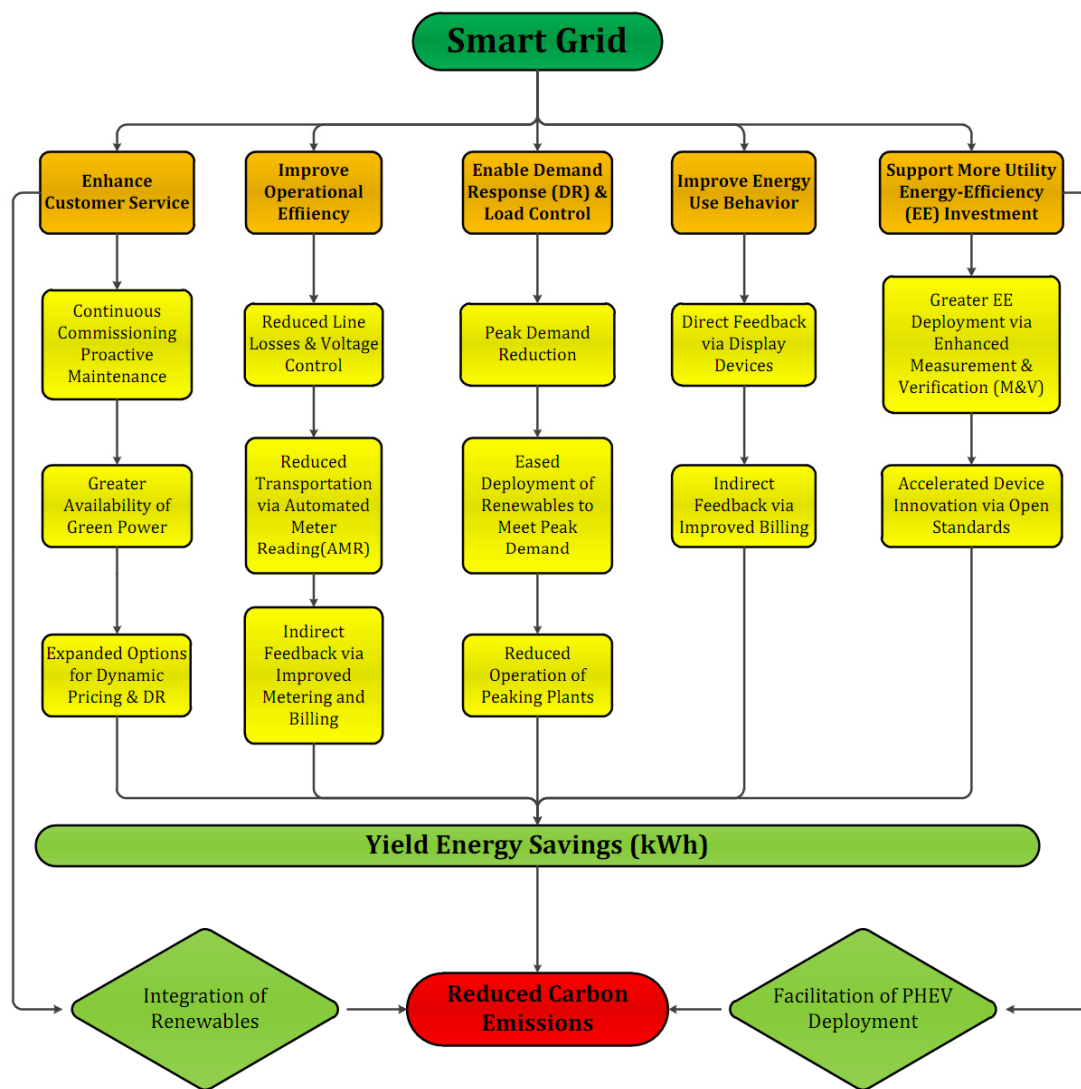 Smart Grid
Enhance
Customer Service
Improve
Operational
Effiiency
Enable Demand
Response (DR) &
Load Control
Improve Energy
Use Behavior
Support More Utility
Energy-Efficiency
(EE) Investment
Continuous
Commissioning
Proactive
Maintenance
Reduced Line
Losses & Voltage
Control
Peak Demand
Reduction
Direct Feedback
via Display
Devices
Greater EE
Deployment via
Enhanced
Measurement &
Verification (M&V)
Greater
Availability of
Green Power
Reduced
Transportation
via Automated
Meter
Reading(AMR)
Eased
Deployment of
Renewables to
Meet Peak
Demand
Indirect
Feedback via
Improved Billing
Accelerated Device
Innovation via Open
Standards
Expanded Options
for Dynamic
Pricing & DR
Indirect
Feedback via
Improved
Metering and
Billing
Reduced
Operation of
Peaking Plants
Yield Energy Savings (kWh)
Integration of
Renewables
Reduced Carbon
Emissions
Facilitation of PHEV
Deployment